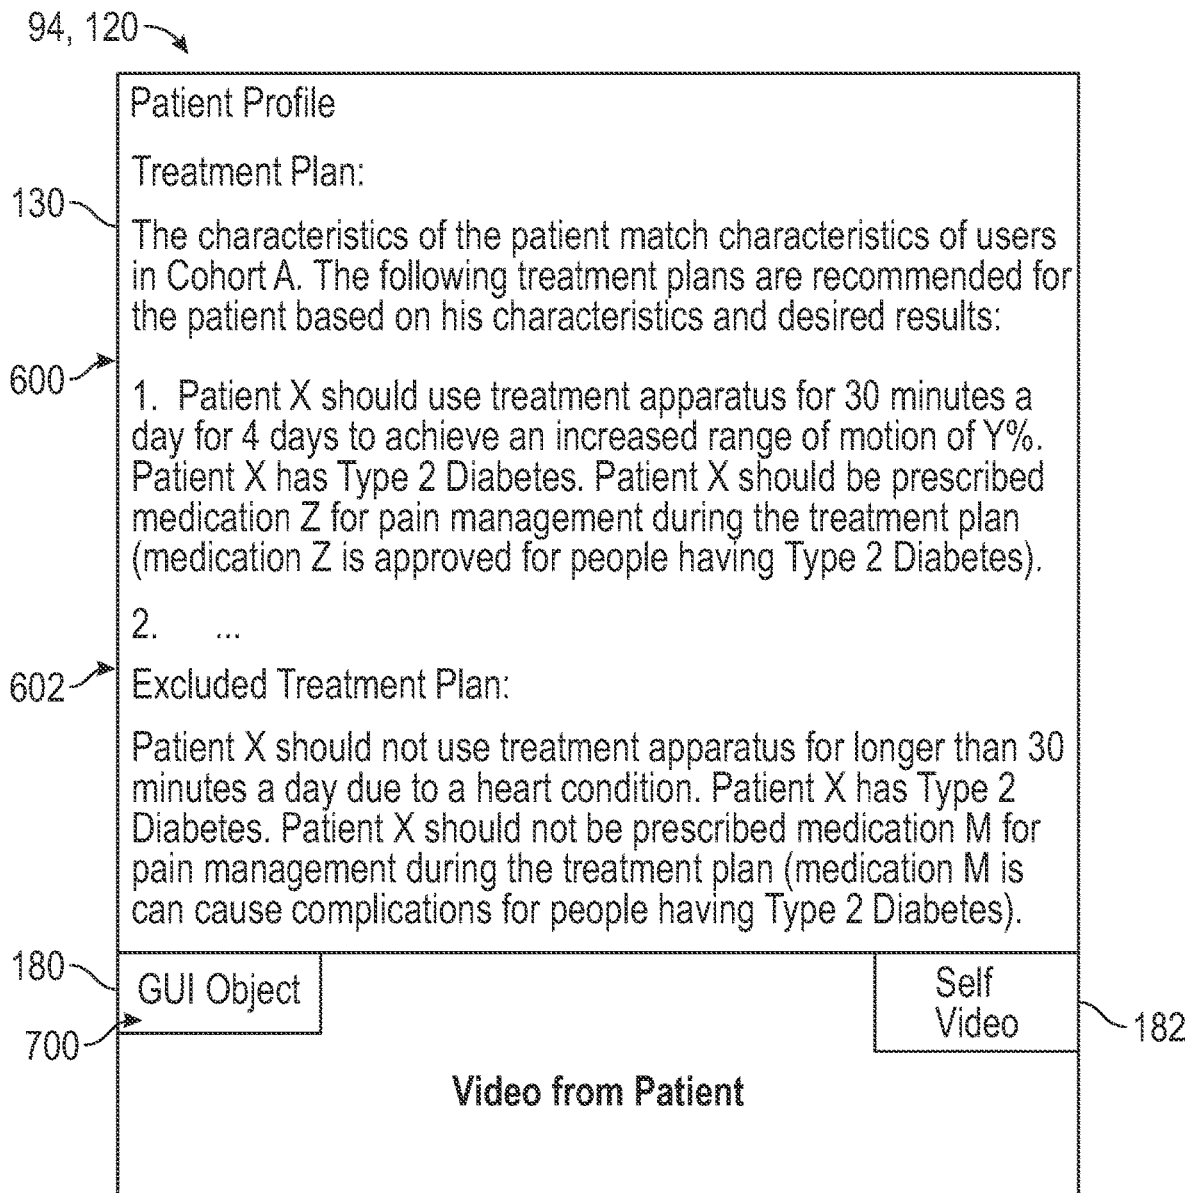 94, 120
Patient Profile
Treatment Plan:
130
The characteristics of the patient match characteristics of users
in Cohort A. The following treatment plans are recommended for
the patient based on his characteristics and desired results:
600
1. Patient X should use treatment apparatus for 30 minutes a
day for 4 days to achieve an increased range of motion of Y%.
Patient X has Type 2 Diabetes. Patient X should be prescribed
medication Z for pain management during the treatment plan
(medication Z is approved for people having Type 2 Diabetes).
2. ...
602
Excluded Treatment Plan:
Patient X should not use treatment apparatus for longer than 30
minutes a day due to a heart condition. Patient X has Type 2
Diabetes. Patient X should not be prescribed medication M for
pain management during the treatment plan (medication M is
can cause complications for people having Type 2 Diabetes).
180
GUI Object
700
Self
Video
182
Video from Patient